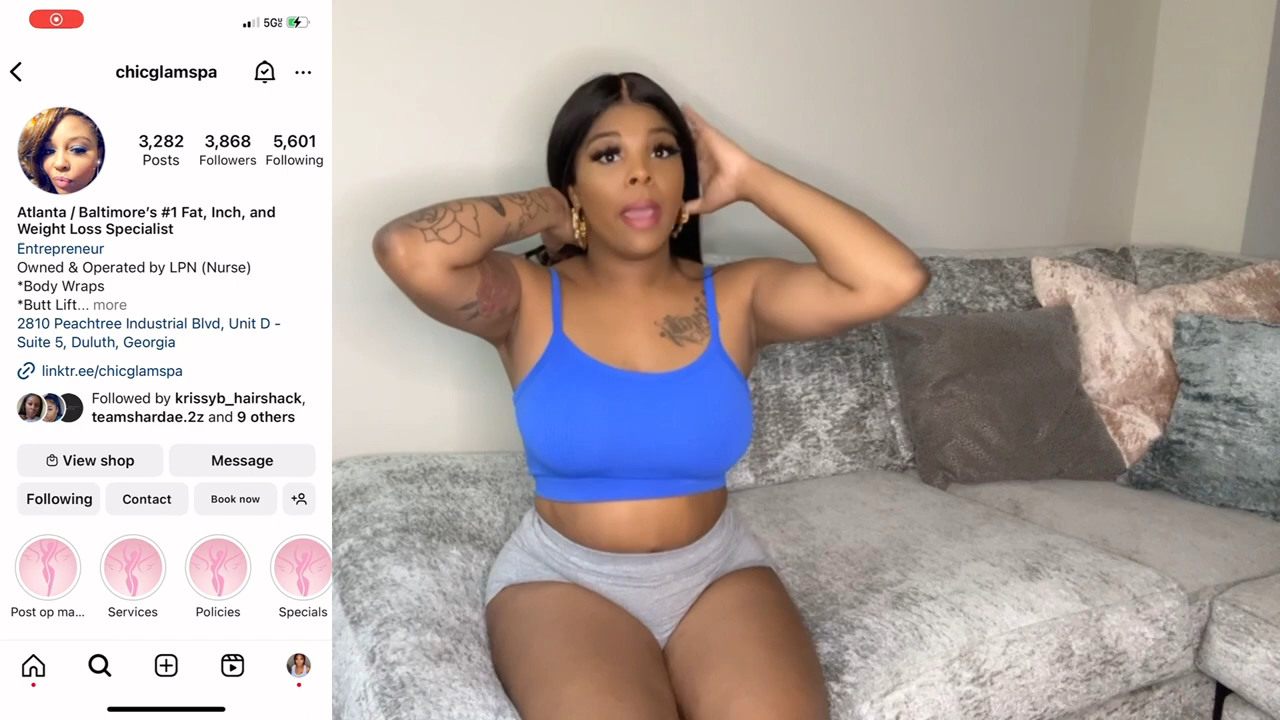 5GE
chicglamspa
3,282 3,868 5,601
Posts Followers Following
Atlanta / Baltimore's #1 Fat, Inch, and
Weight Loss Specialist
Entrepreneur
Owned & Operated by LPN (Nurse)
*Body Wraps
*Butt Lift... more
2810 Peachtree Industrial Blvd, Unit D -
Suite 5, Duluth, Georgia
linktr.ee/chicglamspa
Followed by krissyb_hairshack,
teamshardae.2z and 9 others
View shop Message
Following Contact Book now
Post op ma... Services Policies Specials